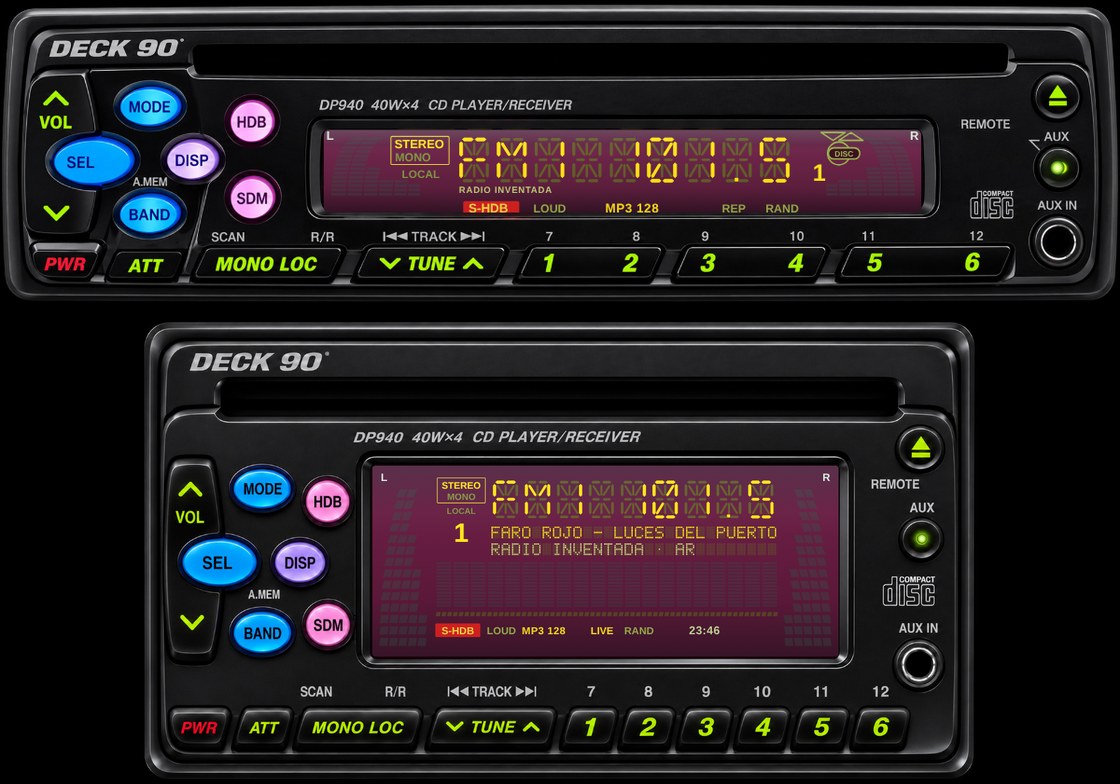 DECK 90
DP940 40W×4 CD PLAYER/RECEIVER
VOL
MODE
HDB
SEL
DISP
A.MEM
BAND
SDM
L
R
STEREO
MONO
LOCAL
FM1 101.5
DISC
1
RADIO INVENTADA
S-HDB LOUD MP3 128 REP RAND
REMOTE
AUX
COMPACT
disc
AUX IN
SCAN R/R TRACK 7 8 9 10 11 12
PWR ATT MONO LOC TUNE 1 2 3 4 5 6
DECK 90
DP940 40W×4 CD PLAYER/RECEIVER
VOL
MODE
HDB
SEL
DISP
A.MEM
BAND
SDM
L
R
STEREO
MONO
LOCAL
FM1 101.5
1
FARO ROJO - LUCES DEL PUERTO
RADIO INVENTADA · AR
S-HDB LOUD MP3 128 LIVE RAND 23:46
REMOTE
AUX
COMPACT
disc
AUX IN
SCAN R/R TRACK 7 8 9 10 11 12
PWR ATT MONO LOC TUNE 1 2 3 4 5 6